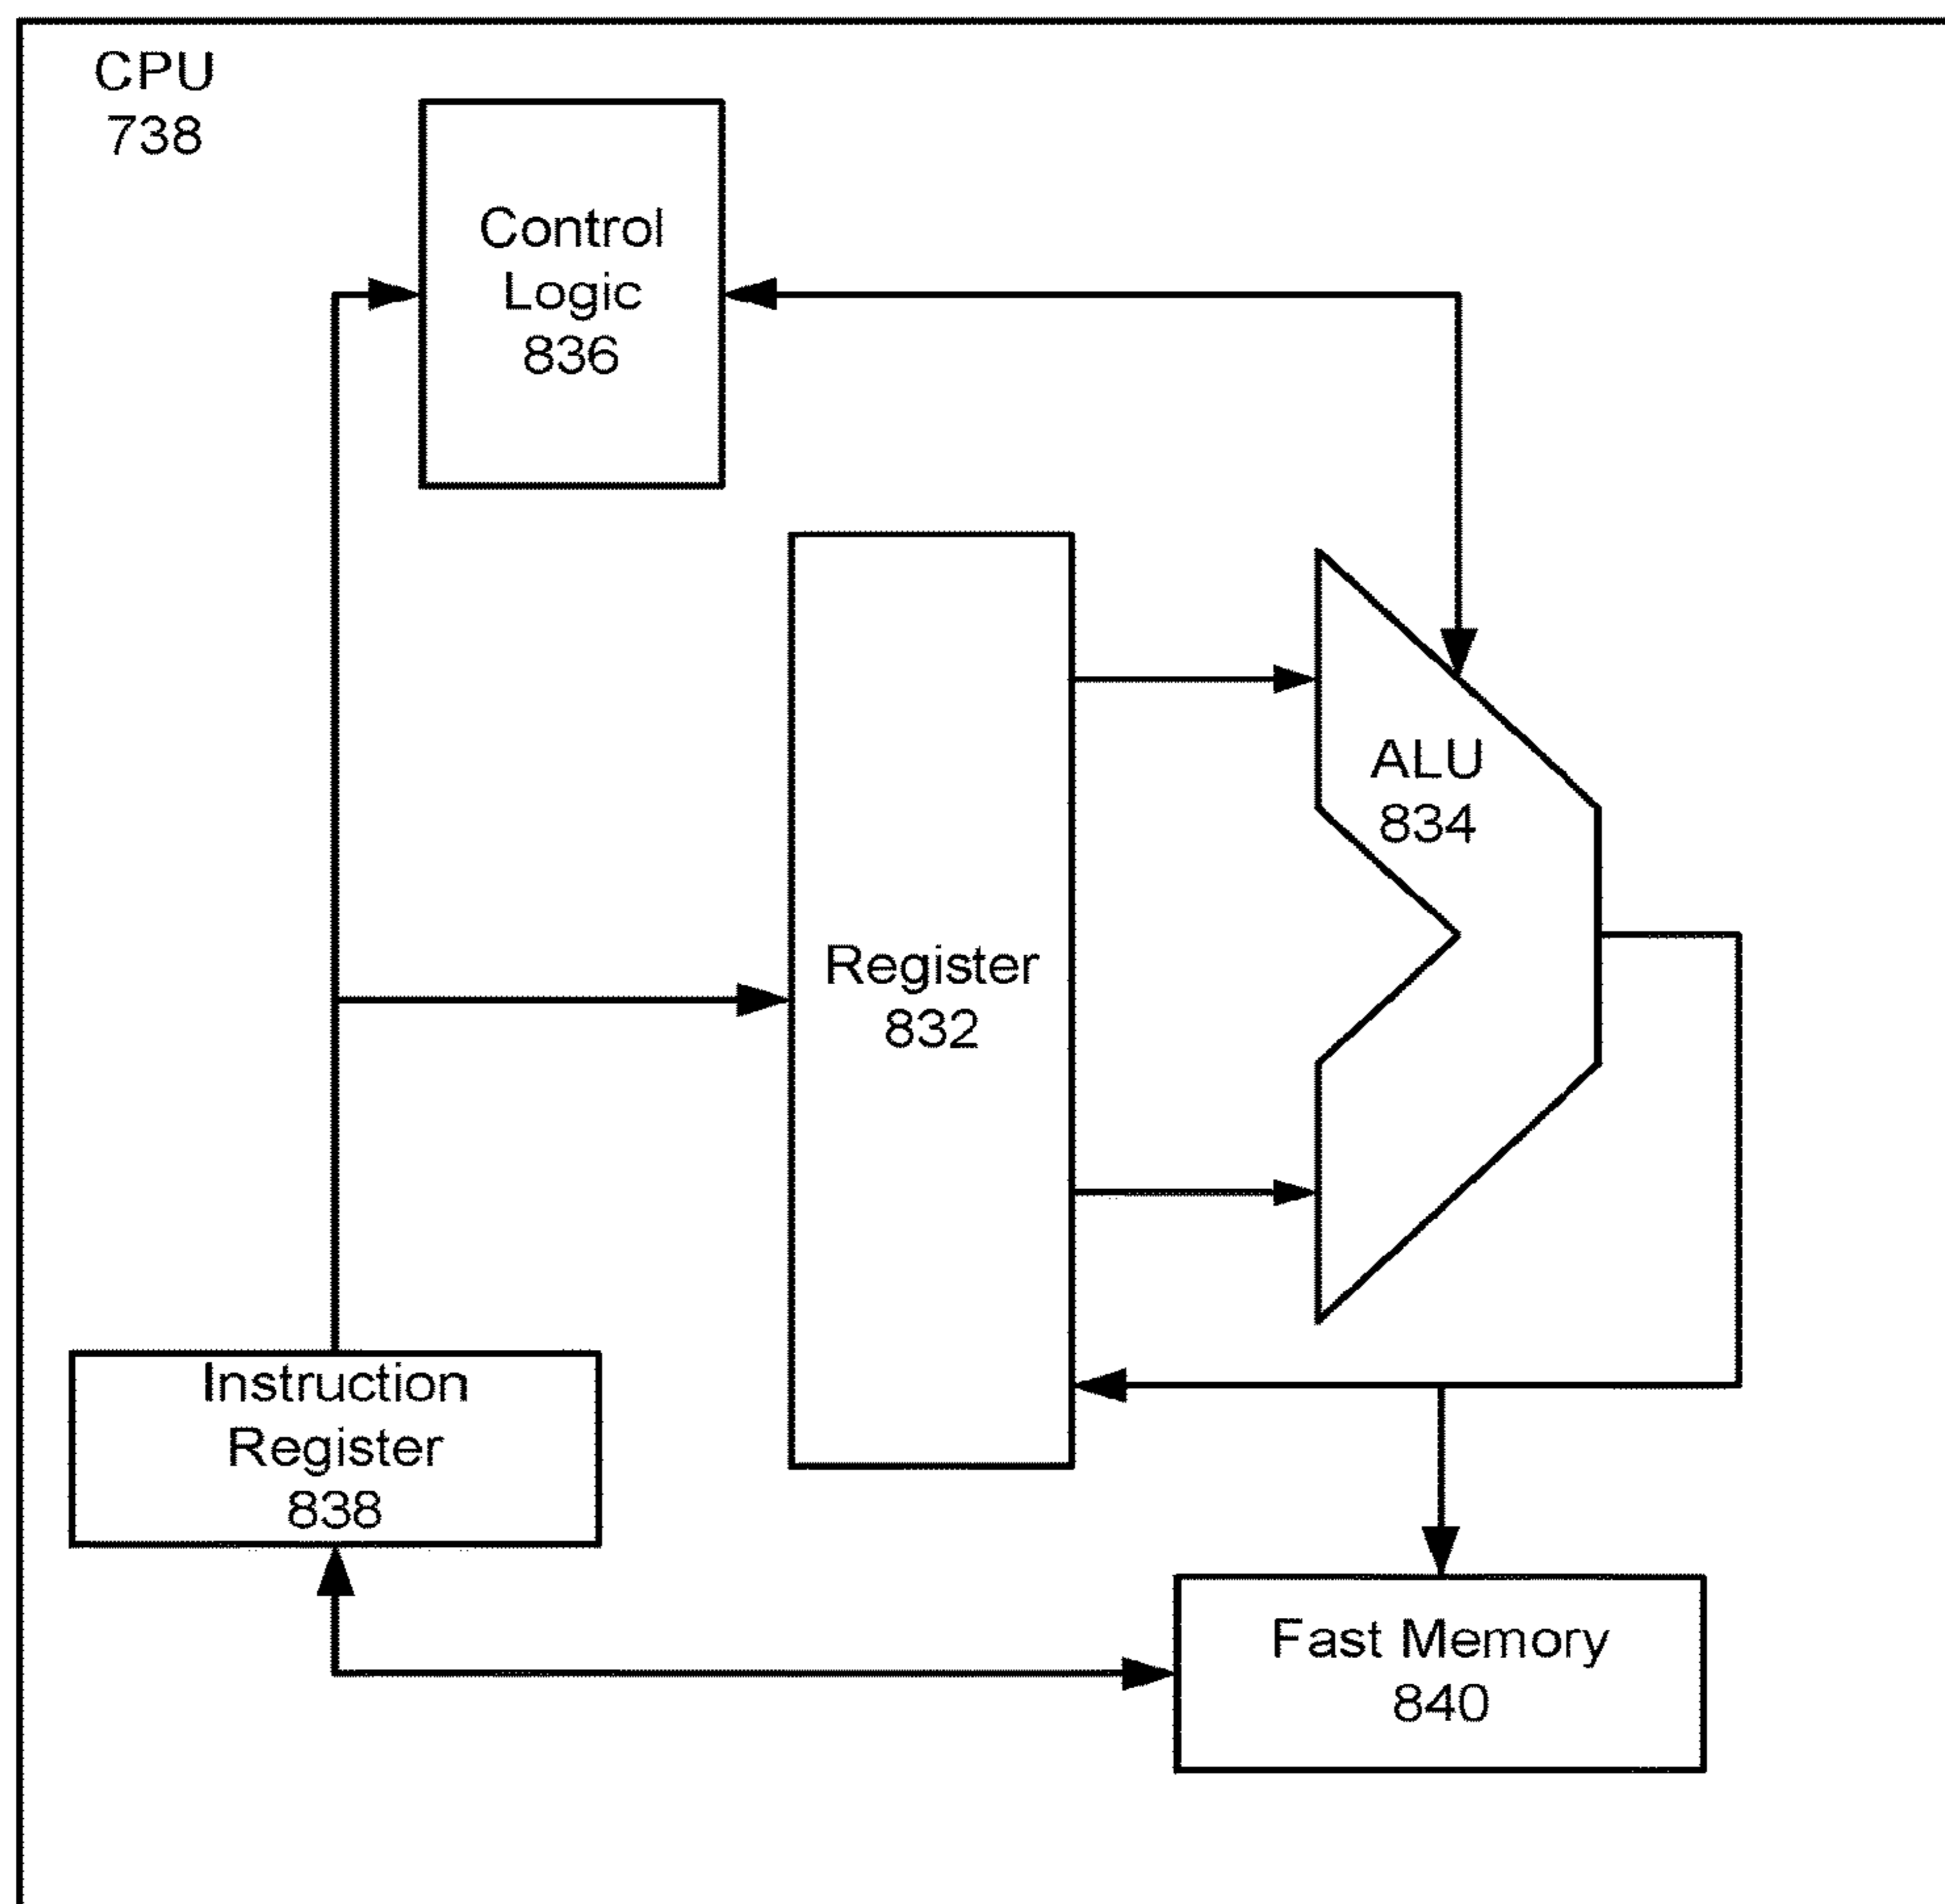 CPU
738
Control
Logic
836
ALU
834
Register
832
Instruction
Register
838
Fast Memory
840